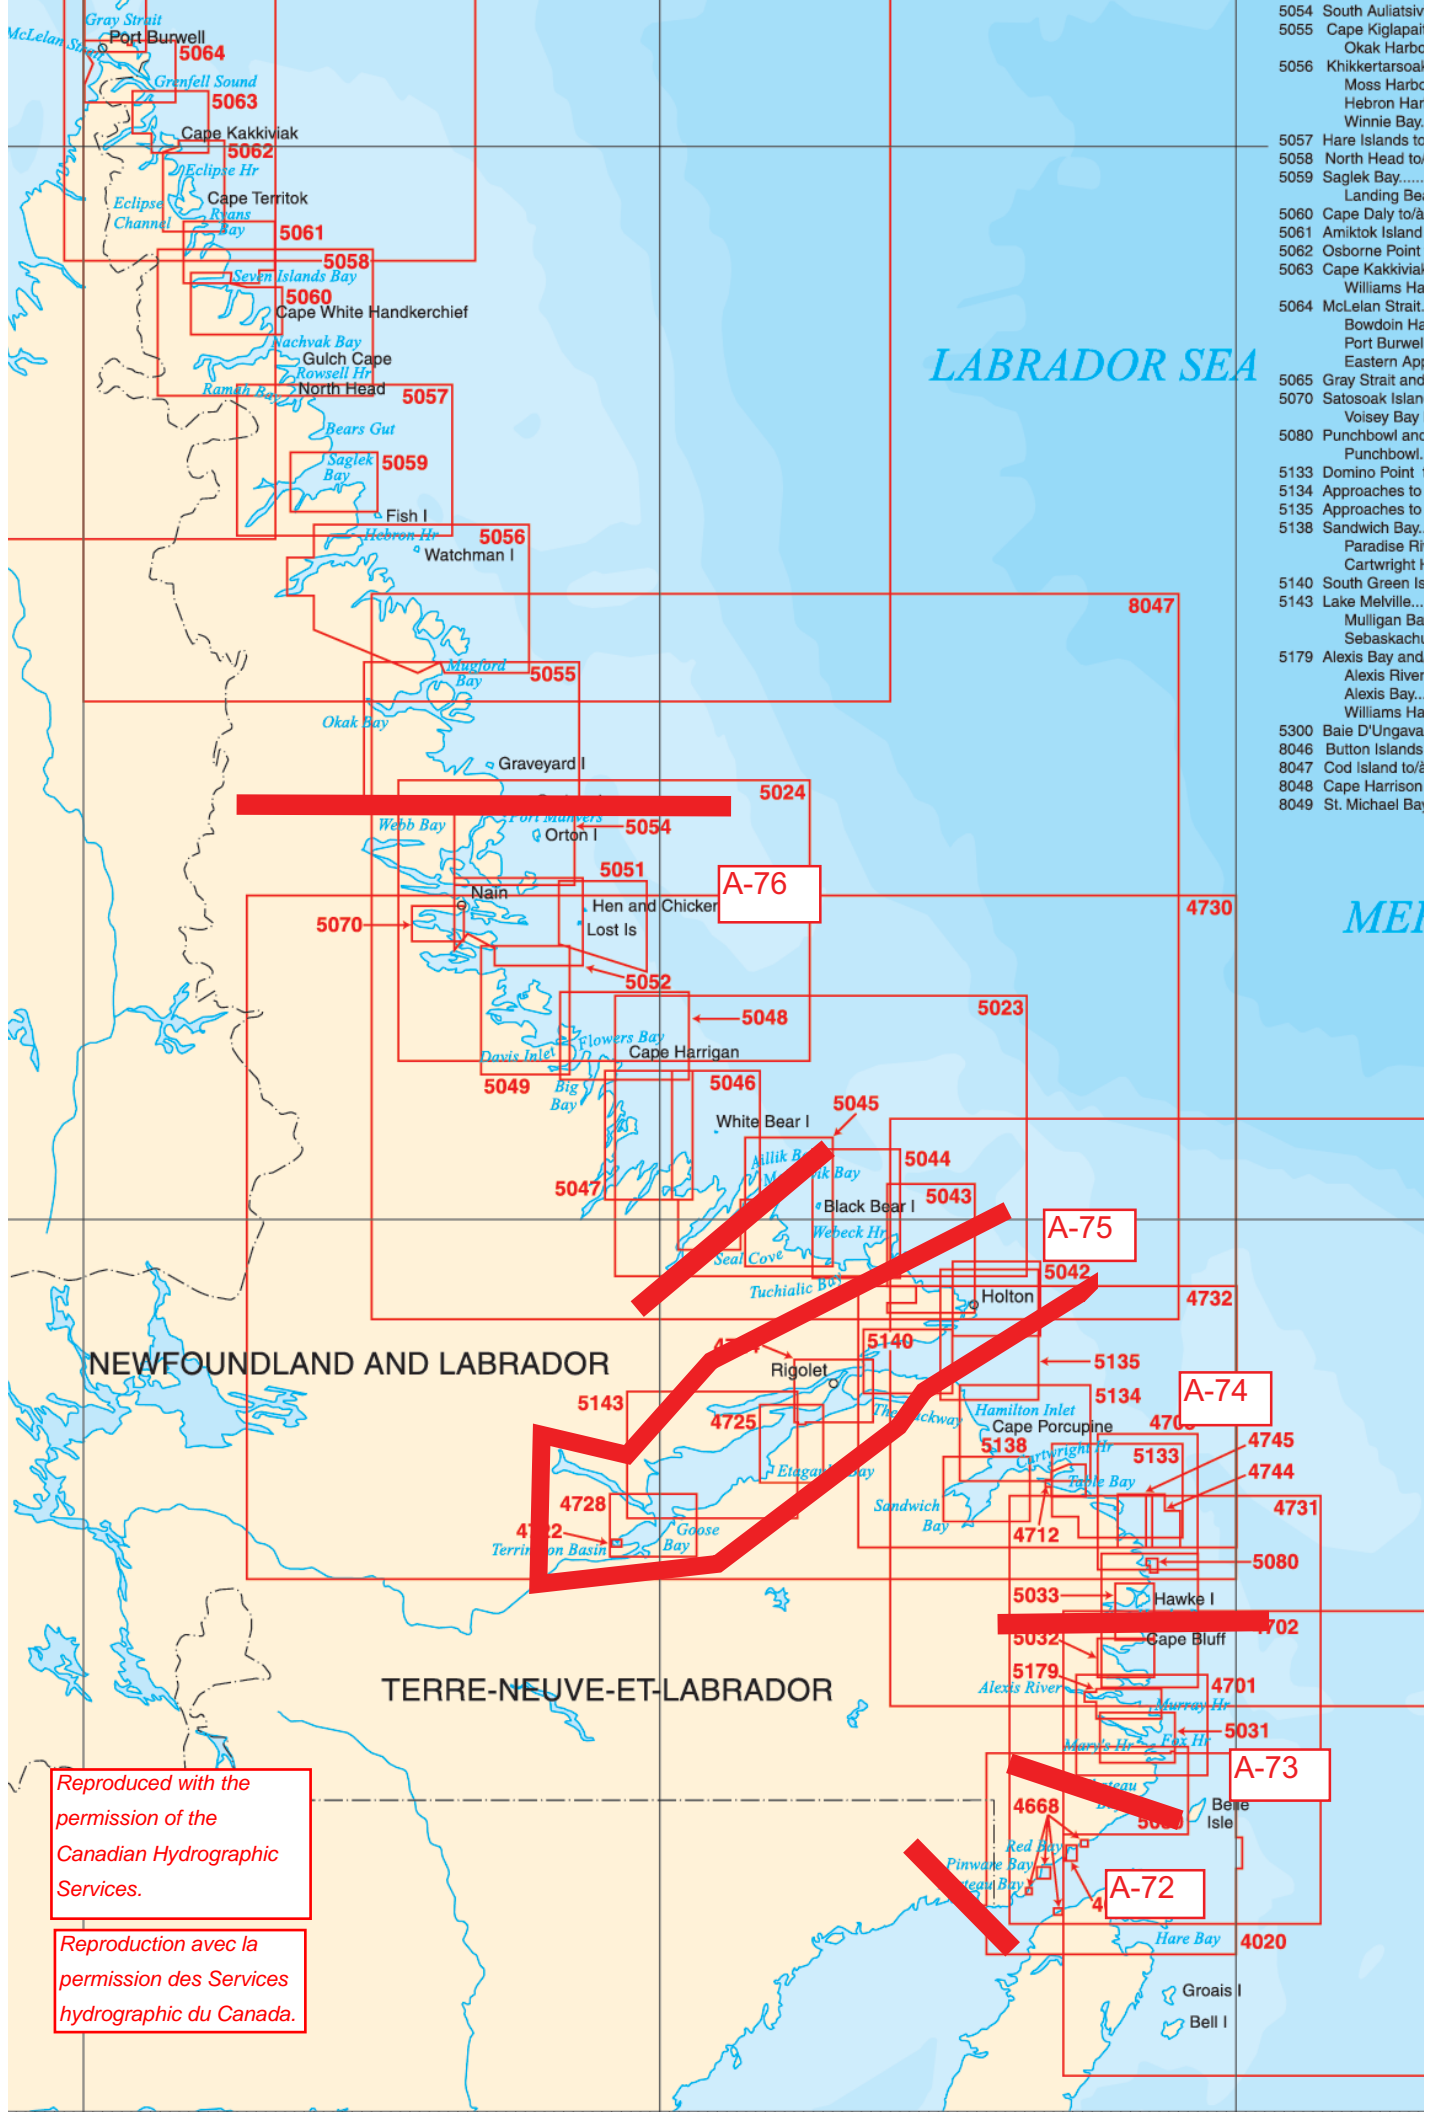 Gray Strait
McLelan Strait
Port Burwell
5064
Grenfell Sound
5063
Cape Kakkiviak
5062
Eclipse Hr
Eclipse
Channel
Cape Territok
Ryans
Bay
5061
5058
Seven Islands Bay
5060
Cape White Handkerchief
Nachvak Bay
Gulch Cape
Rowsell Hr
Ramah Bay
North Head
5057
Bears Gut
Saglek
Bay
5059
Fish I
Hebron Hr
5056
Watchman I
8047
Mugford
Bay
5055
Okak Bay
Graveyard I
5024
Port Manvers
Webb Bay
Orton I
5054
5051
A-76
Nain
Hen and Chicken
4730
5070
Lost Is
5052
5023
5048
Flowers Bay
Cape Harrigan
Davis Inlet
5049
Big
Bay
5046
White Bear I
5045
Aillik
5044
5047
5043
Black Bear I
A-75
Webeck Hr
Seal Cove
Tuchialic Bay
5042
Holton
4732
NEWFOUNDLAND AND LABRADOR
5140
Rigolet
5135
5143
4725
5134
A-74
Hamilton Inlet
Cape Porcupine
5138
Cartwright Hr
5133
4745
4744
Table Bay
4728
Sandwich
Bay
4712
4731
Goose
Bay
Basin
5080
5033
Hawke I
4702
5032
Cape Bluff
5179
4701
Alexis River
Murray Hr
TERRE-NEUVE-ET-LABRADOR
5031
Mary's Hr
Fox Hr
A-73
4668
Belle
Isle
Red Bay
Pinware Bay
A-72
Hare Bay
4020
Groais I
Bell I
LABRADOR SEA
MER
Reproduced with the
permission of the
Canadian Hydrographic
Services.
Reproduction avec la
permission des Services
hydrographic du Canada.
5054 South Auliatsiv
5055 Cape Kiglapait
Okak Harbo
5056 Khikkertarsoak
Moss Harbo
Hebron Har
Winnie Bay.
5057 Hare Islands to
5058 North Head to/
5059 Saglek Bay......
Landing Bea
5060 Cape Daly to/à
5061 Amiktok Island
5062 Osborne Point
5063 Cape Kakkiviak
Williams Ha
5064 McLelan Strait.
Bowdoin Ha
Port Burwel
Eastern App
5065 Gray Strait and
5070 Satosoak Islan
Voisey Bay
5080 Punchbowl and
Punchbowl.
5133 Domino Point
5134 Approaches to
5135 Approaches to
5138 Sandwich Bay..
Paradise Ri
Cartwright H
5140 South Green Is
5143 Lake Melville...
Mulligan Ba
Sebaskachu
5179 Alexis Bay and
Alexis River
Alexis Bay...
Williams Ha
5300 Baie D'Ungava
8046 Button Islands
8047 Cod Island to/à
8048 Cape Harrison
8049 St. Michael Bay